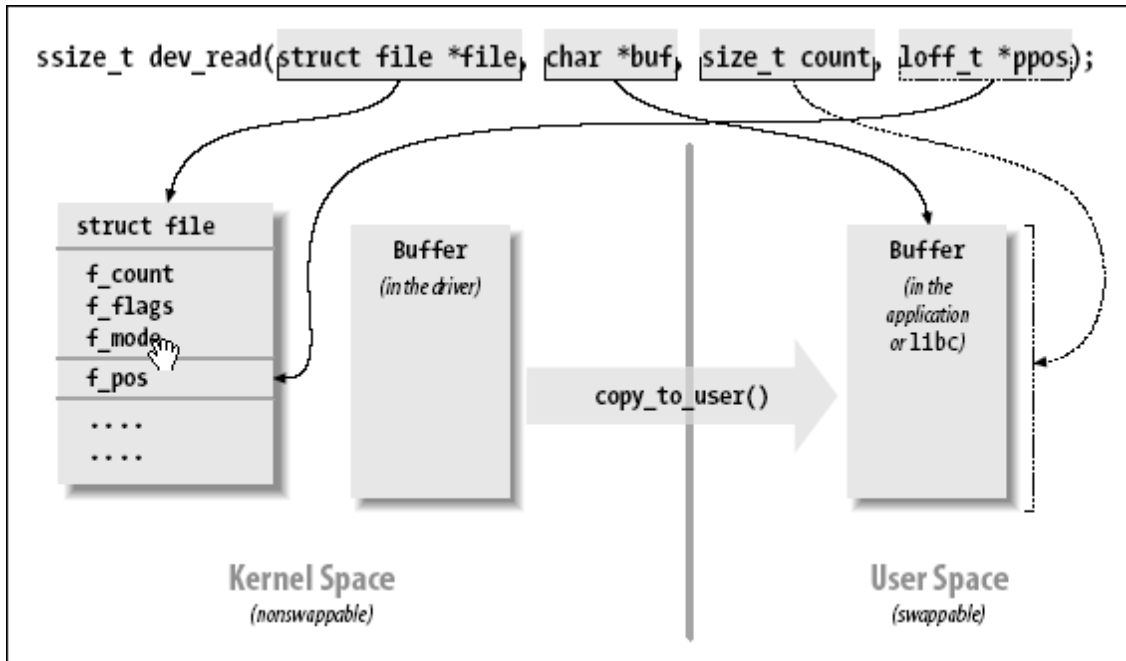 ssize_t dev_read(struct file *file, char *buf, size_t count, loff_t *ppos);
struct file
f_count
f_flags
f_mode
f_pos
....
....
Buffer
(in the driver)
copy_to_user()
Buffer
(in the
application
or libc)
Kernel Space
(nonswappable)
User Space
(swappable)